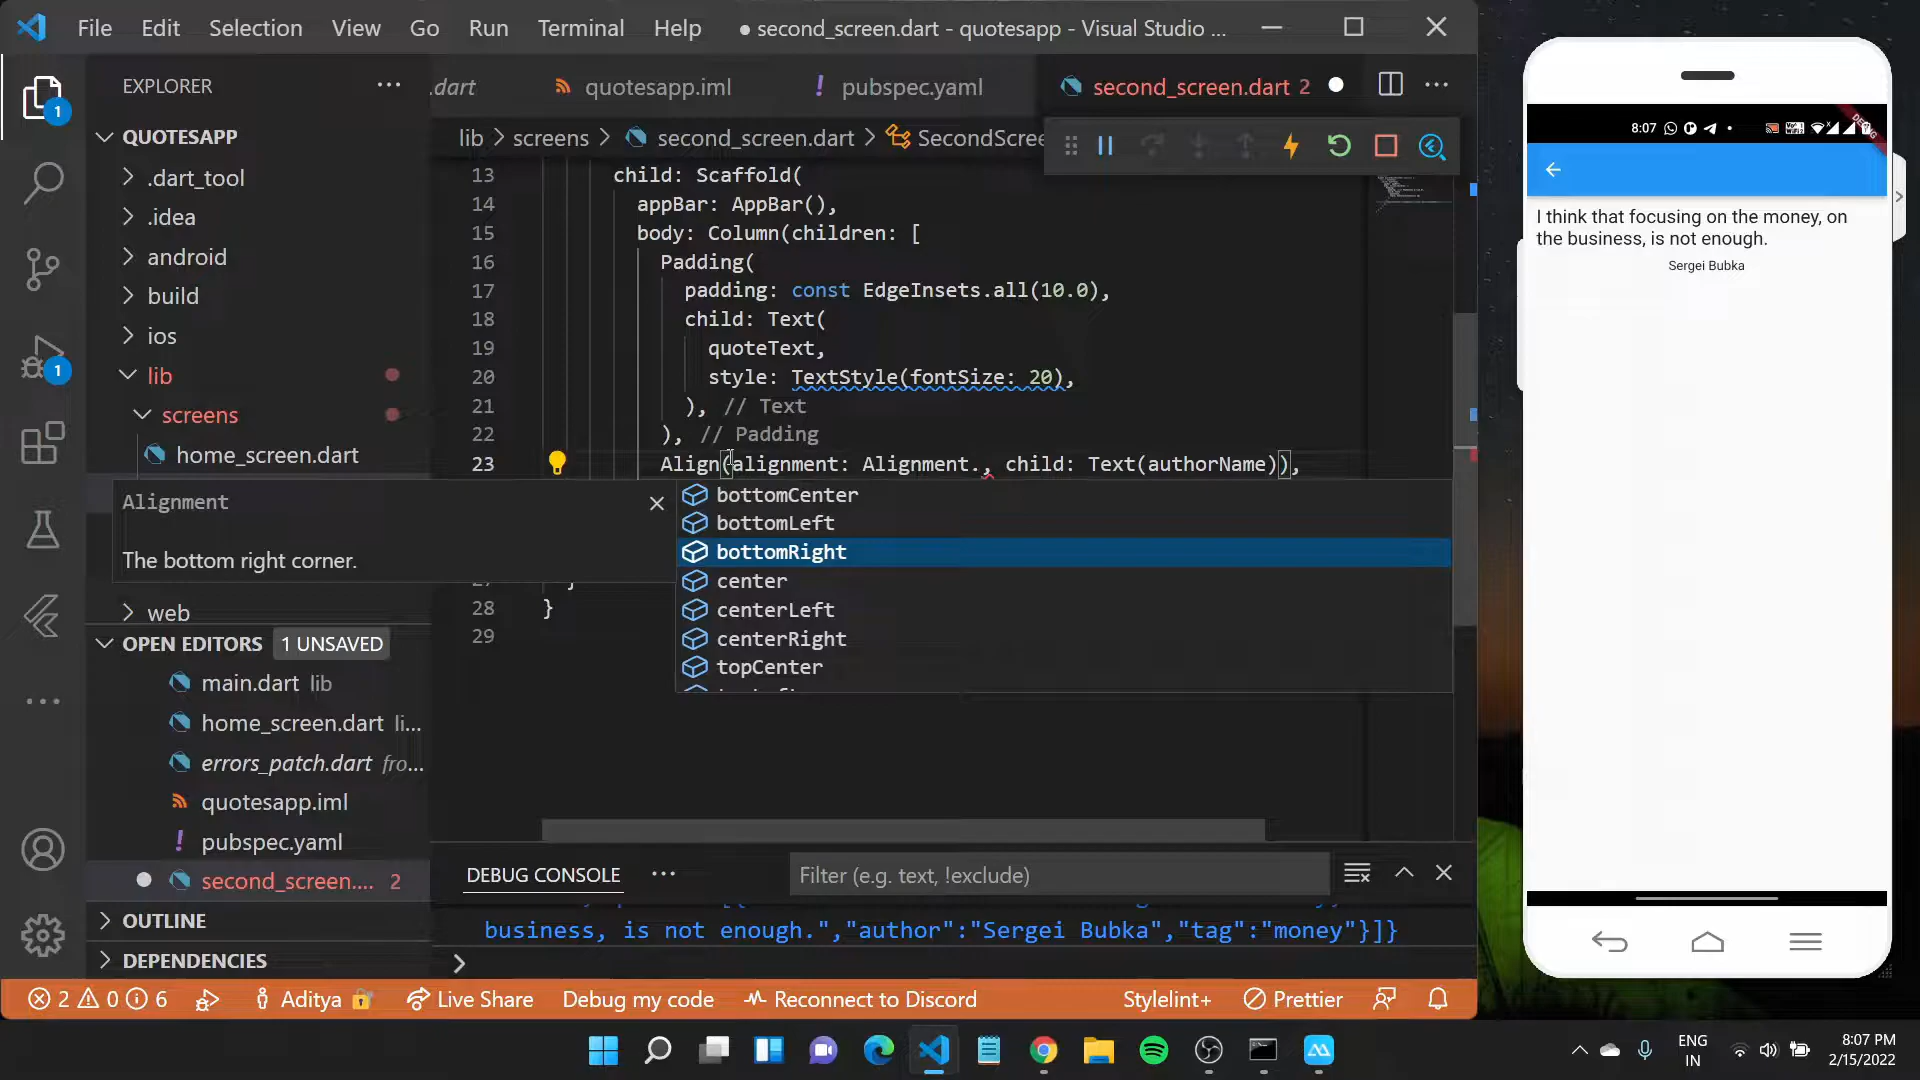 File Edit Selection View Go Run Terminal Help ● second_screen.dart - quotesapp - Visual Studio ...
EXPLORER
.dart quotesapp.iml ! pubspec.yaml second_screen.dart 2
QUOTESAPP
lib > screens > second_screen.dart > SecondScree
.dart_tool
.idea
android
build
ios
lib
screens
home_screen.dart
13 child: Scaffold(
14 appBar: AppBar(),
15 body: Column(children: [
16 Padding(
17 padding: const EdgeInsets.all(10.0),
18 child: Text(
19 quoteText,
20 style: TextStyle(fontSize: 20),
21 ), // Text
22 ), // Padding
23 Align(alignment: Alignment., child: Text(authorName)),
28 }
29
Alignment
The bottom right corner.
bottomCenter
bottomLeft
bottomRight
center
centerLeft
centerRight
topCenter
web
OPEN EDITORS 1 UNSAVED
main.dart lib
home_screen.dart li...
errors_patch.dart fro...
quotesapp.iml
! pubspec.yaml
second_screen.... 2
OUTLINE
DEPENDENCIES
1
1
DEBUG CONSOLE
Filter (e.g. text, !exclude)
business, is not enough.","author":"Sergei Bubka","tag":"money"}]}
>
2 0 6 Aditya Live Share Debug my code Reconnect to Discord Stylelint+ Prettier
8:07
DEBUG
I think that focusing on the money, on
the business, is not enough.
Sergei Bubka
ENG
IN
8:07 PM
2/15/2022